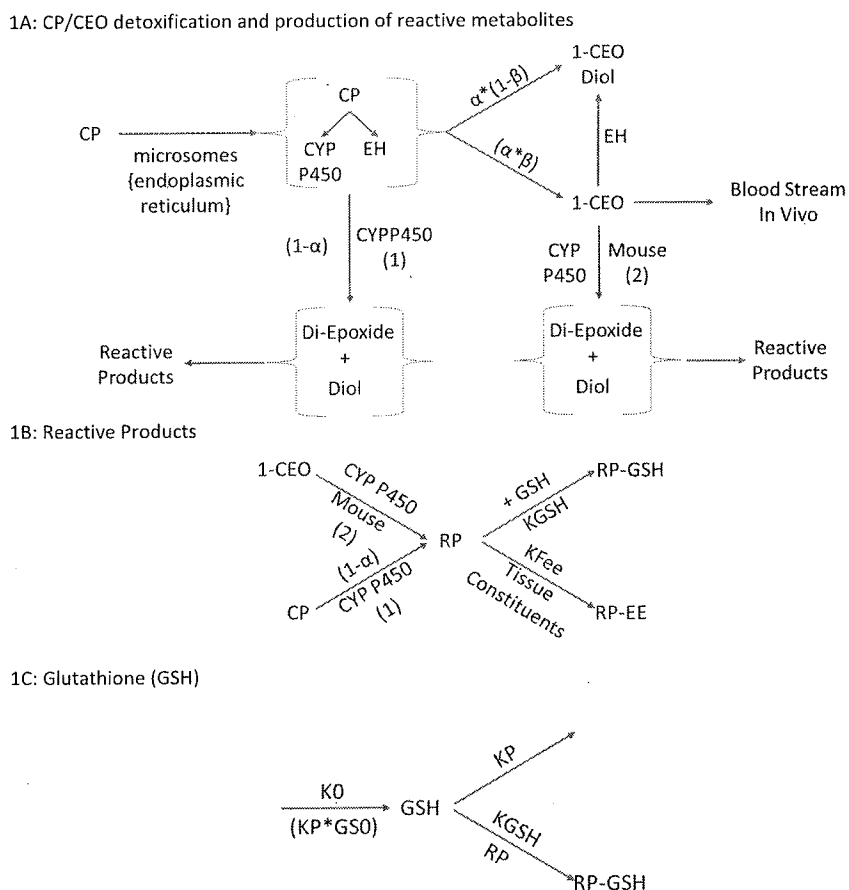 1A: CP/CEO detoxification and production of reactive metabolites
CP
microsomes
{endoplasmic
reticulum}
CP
CYP
P450
EH
α*(1-β)
(α*β)
1-CEO
Diol
EH
1-CEO
Blood Stream
In Vivo
(1-α)
CYPP450
(1)
CYP
P450
Mouse
(2)
Di-Epoxide
+
Diol
Reactive
Products
Di-Epoxide
+
Diol
Reactive
Products
1B: Reactive Products
1-CEO
CYP P450
Mouse
(2)
(1-α)
CYP P450
(1)
CP
RP
+ GSH
KGSH
RP-GSH
KFee
Tissue
Constituents
RP-EE
1C: Glutathione (GSH)
K0
(KP*GS0)
GSH
KP
KGSH
RP
RP-GSH